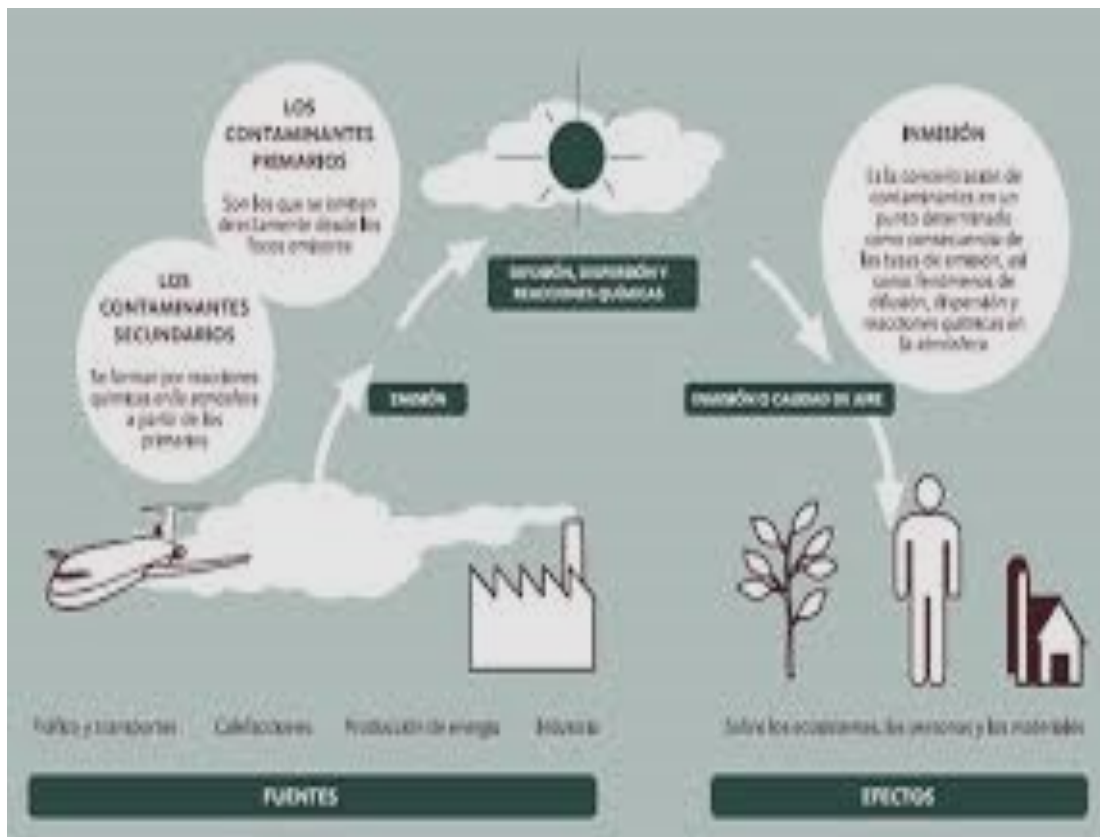 LOS
CONTAMINANTES
PRIMARIOS
Son los que se emiten
directamente desde los
focos emisores
LOS
CONTAMINANTES
SECUNDARIOS
Se forman por reacciones
químicas en la atmósfera
a partir de los
primarios
DIFUSIÓN, DISPERSIÓN Y
REACCIONES QUÍMICAS
INMISIÓN
Es la concentración de
contaminantes en un
punto determinado
como consecuencia de
las tasas de emisión, así
como fenómenos de
difusión, dispersión y
reacciones químicas en
la atmósfera
EMISIÓN
INMISIÓN O CALIDAD DE AIRE
Tráfico y transportes Calefacciones Producción de energía Industria
Sobre los ecosistemas, las personas y los materiales
FUENTES
EFECTOS